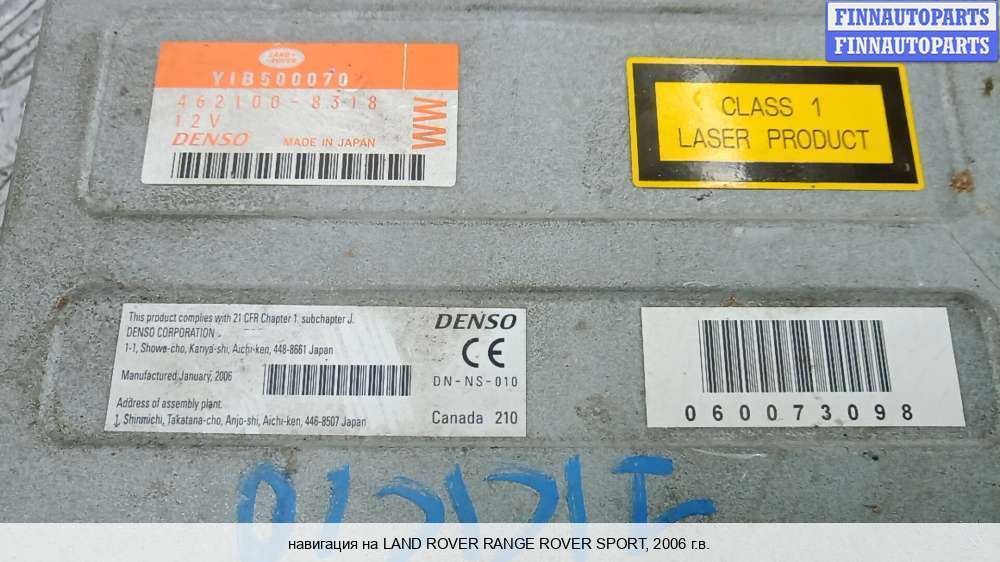 FINNAUTOPARTS
FINNAUTOPARTS
LAND ROVER
YIB500070
462100-8318
12V
WW
DENSO MADE IN JAPAN
CLASS 1
LASER PRODUCT
This product complies with 21 CFR Chapter 1, subchapter J.
DENSO CORPORATION
1-1, Showa-cho, Kariya-shi, Aichi-ken, 448-8661 Japan
Manufactured January, 2006
Address of assembly plant.
1, Shinmichi, Takatana-cho, Anjo-shi, Aichi-ken, 446-8507 Japan
DENSO
CE
DN-NS-010
Canada 210
060073098
навигация на LAND ROVER RANGE ROVER SPORT, 2006 г.в.